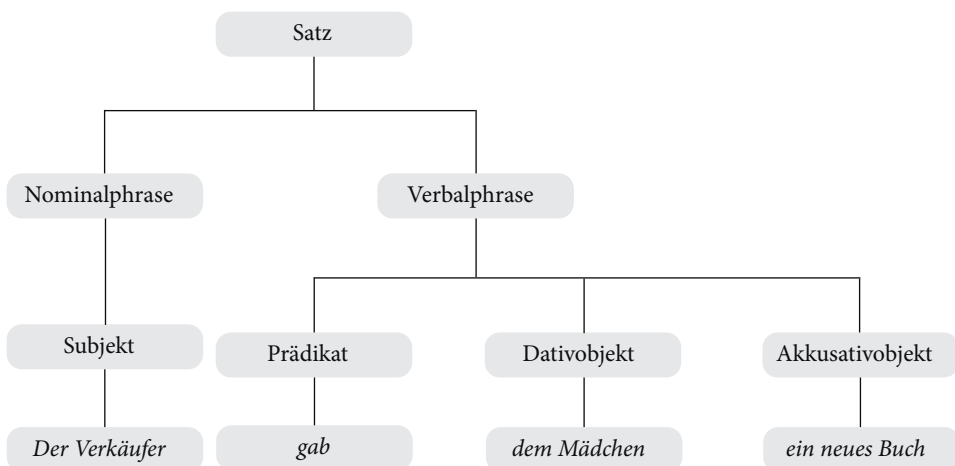 Satz
Nominalphrase
Verbalphrase
Subjekt
Prädikat
Dativobjekt
Akkusativobjekt
Der Verkäufer
gab
dem Mädchen
ein neues Buch